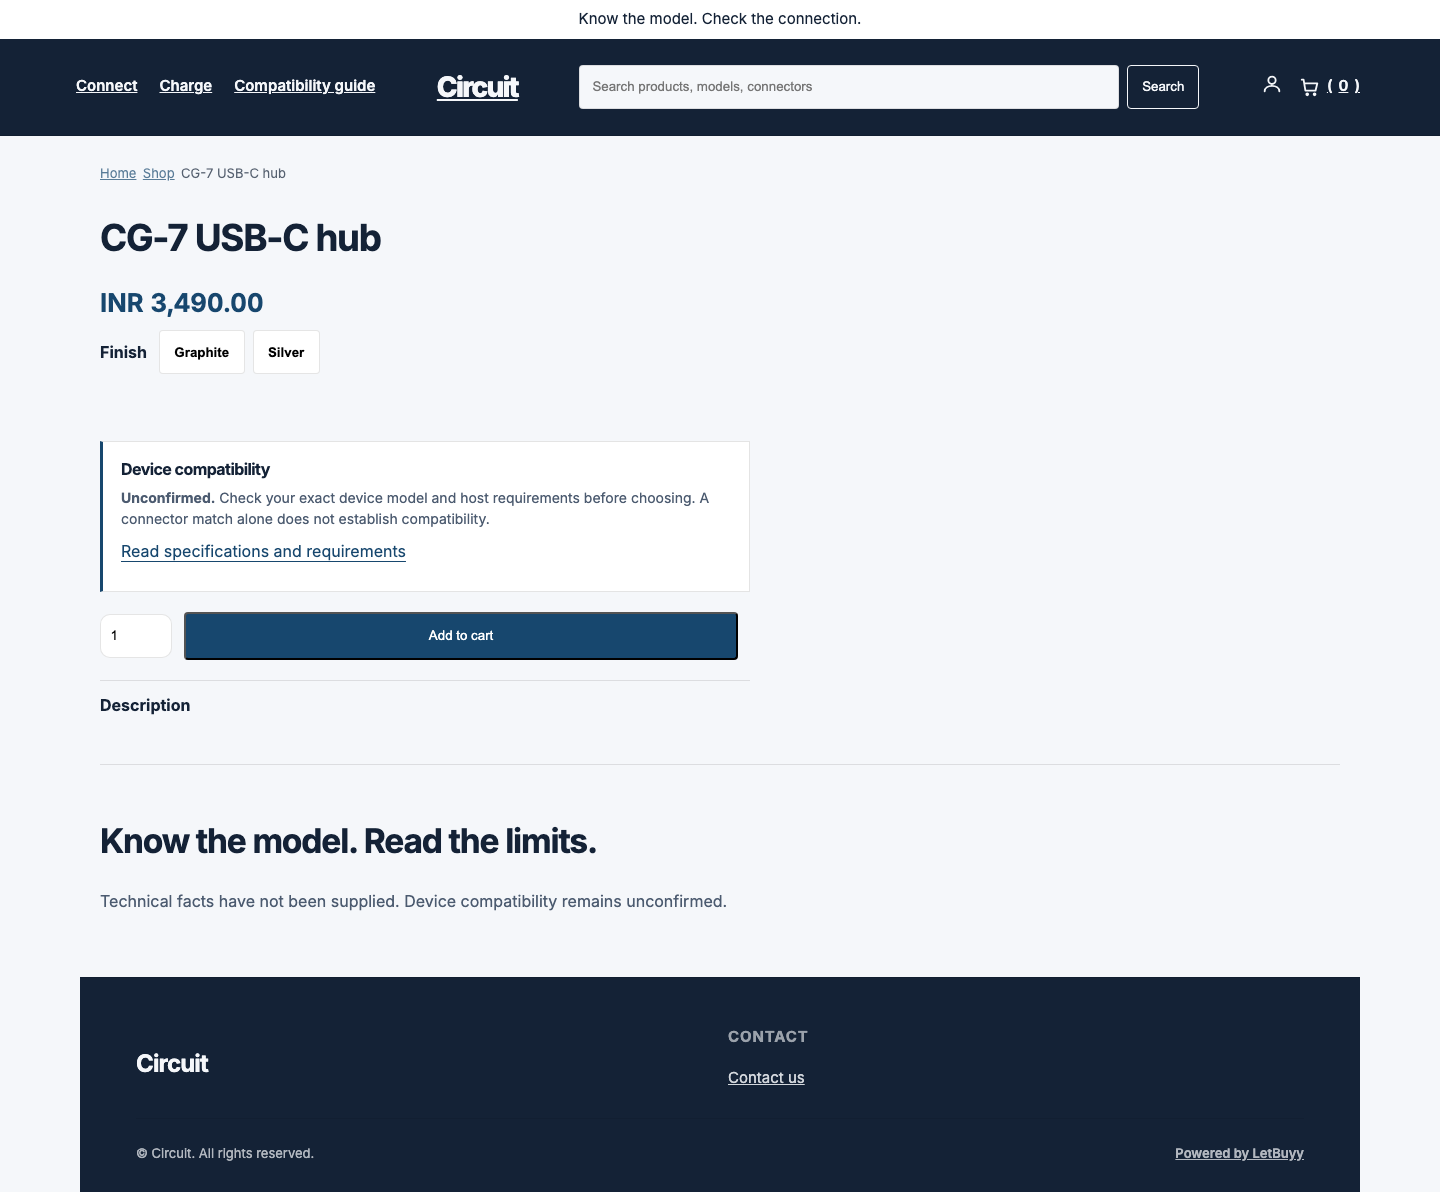 Know the model. Check the connection.
Connect Charge Compatibility guide Circuit Search products, models, connectors Search ( 0 )
Home Shop CG-7 USB-C hub
CG-7 USB-C hub
INR 3,490.00
Finish Graphite Silver
Device compatibility
Unconfirmed. Check your exact device model and host requirements before choosing. A
connector match alone does not establish compatibility.
Read specifications and requirements
1 Add to cart
Description
Know the model. Read the limits.
Technical facts have not been supplied. Device compatibility remains unconfirmed.
Circuit
CONTACT
Contact us
© Circuit. All rights reserved. Powered by LetBuyy